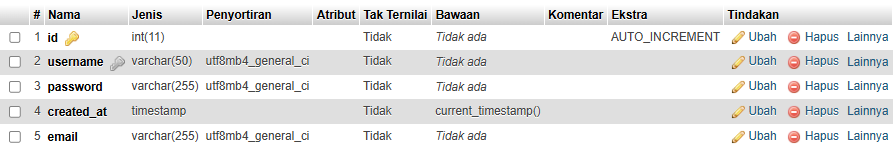 # Nama Jenis Penyortiran Atribut Tak Ternilai Bawaan Komentar Ekstra Tindakan
1 id int(11) Tidak Tidak ada AUTO_INCREMENT Ubah Hapus Lainnya
2 username varchar(50) utf8mb4_general_ci Tidak Tidak ada Ubah Hapus Lainnya
3 password varchar(255) utf8mb4_general_ci Tidak Tidak ada Ubah Hapus Lainnya
4 created_at timestamp Tidak current_timestamp() Ubah Hapus Lainnya
5 email varchar(255) utf8mb4_general_ci Tidak Tidak ada Ubah Hapus Lainnya